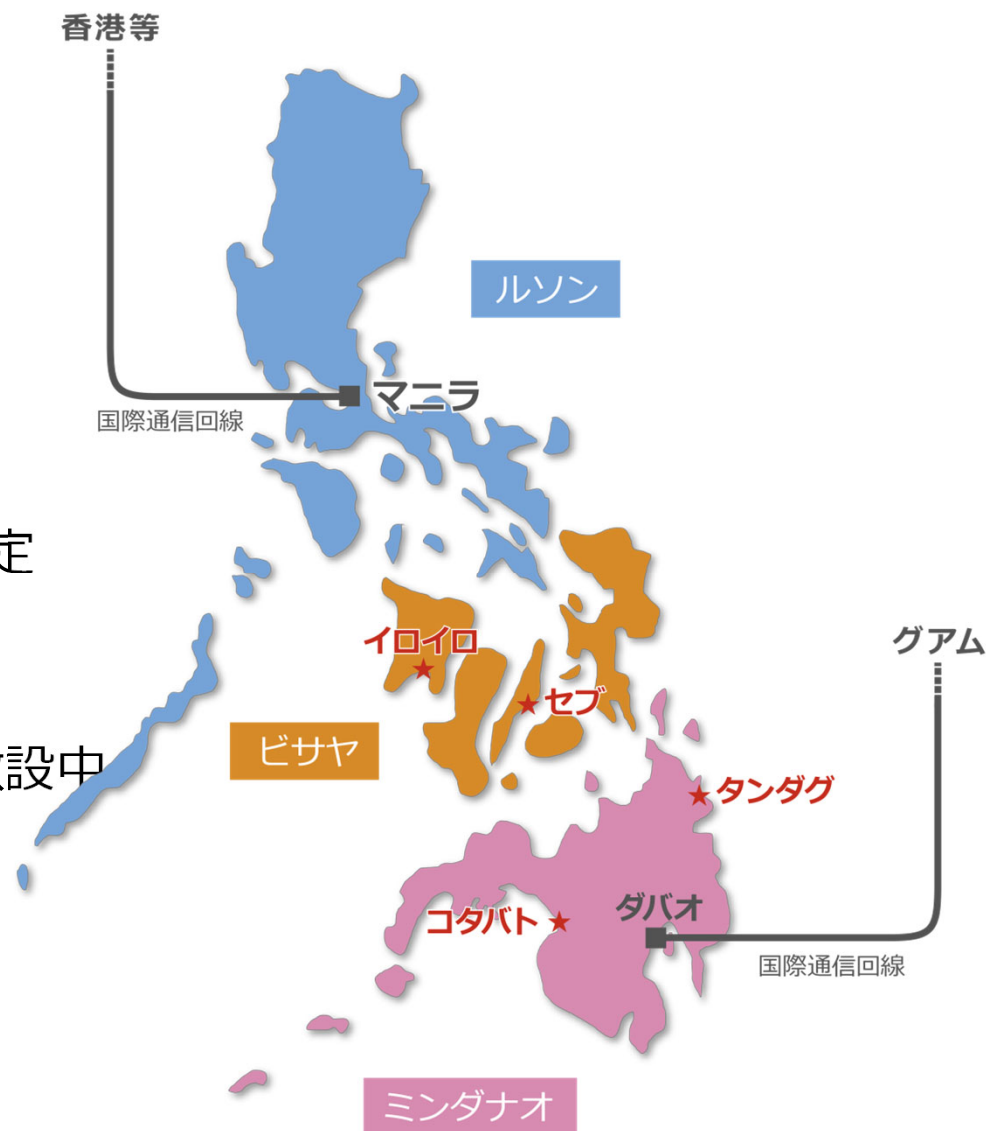 香港等
ルソン
マニラ
国際通信回線
定
イロイロ
グアム
セブ
ビサヤ
設中
タンダグ
ダバオ
コタバト
国際通信回線
ミンダナオ